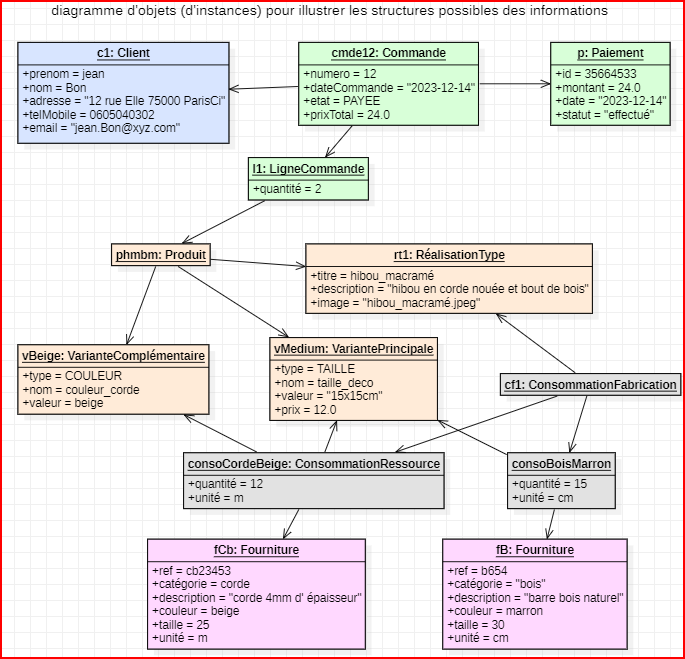 diagramme d'objets (d'instances) pour illustrer les structures possibles des informations
c1: Client
+prenom = jean
+nom = Bon
+adresse = "12 rue Elle 75000 ParisCi"
+telMobile = 0605040302
+email = "jean.Bon@xyz.com"
cmde12: Commande
+numero = 12
+dateCommande = "2023-12-14"
+etat = PAYEE
+prixTotal = 24.0
p: Paiement
+id = 35664533
+montant = 24.0
+date = "2023-12-14"
+statut = "effectué"
l1: LigneCommande
+quantité = 2
phmbm: Produit
rt1: RéalisationType
+titre = hibou_macramé
+description = "hibou en corde nouée et bout de bois"
+image = "hibou_macramé.jpeg"
vBeige: VarianteComplémentaire
+type = COULEUR
+nom = couleur_corde
+valeur = beige
vMedium: VariantePrincipale
+type = TAILLE
+nom = taille_deco
+valeur = "15x15cm"
+prix = 12.0
cf1: ConsommationFabrication
consoCordeBeige: ConsommationRessource
+quantité = 12
+unité = m
consoBoisMarron:
+quantité = 15
+unité = cm
fCb: Fourniture
+ref = cb23453
+catégorie = corde
+description = "corde 4mm d' épaisseur"
+couleur = beige
+taille = 25
+unité = m
fB: Fourniture
+ref = b654
+catégorie = "bois"
+description = "barre bois naturel"
+couleur = marron
+taille = 30
+unité = cm